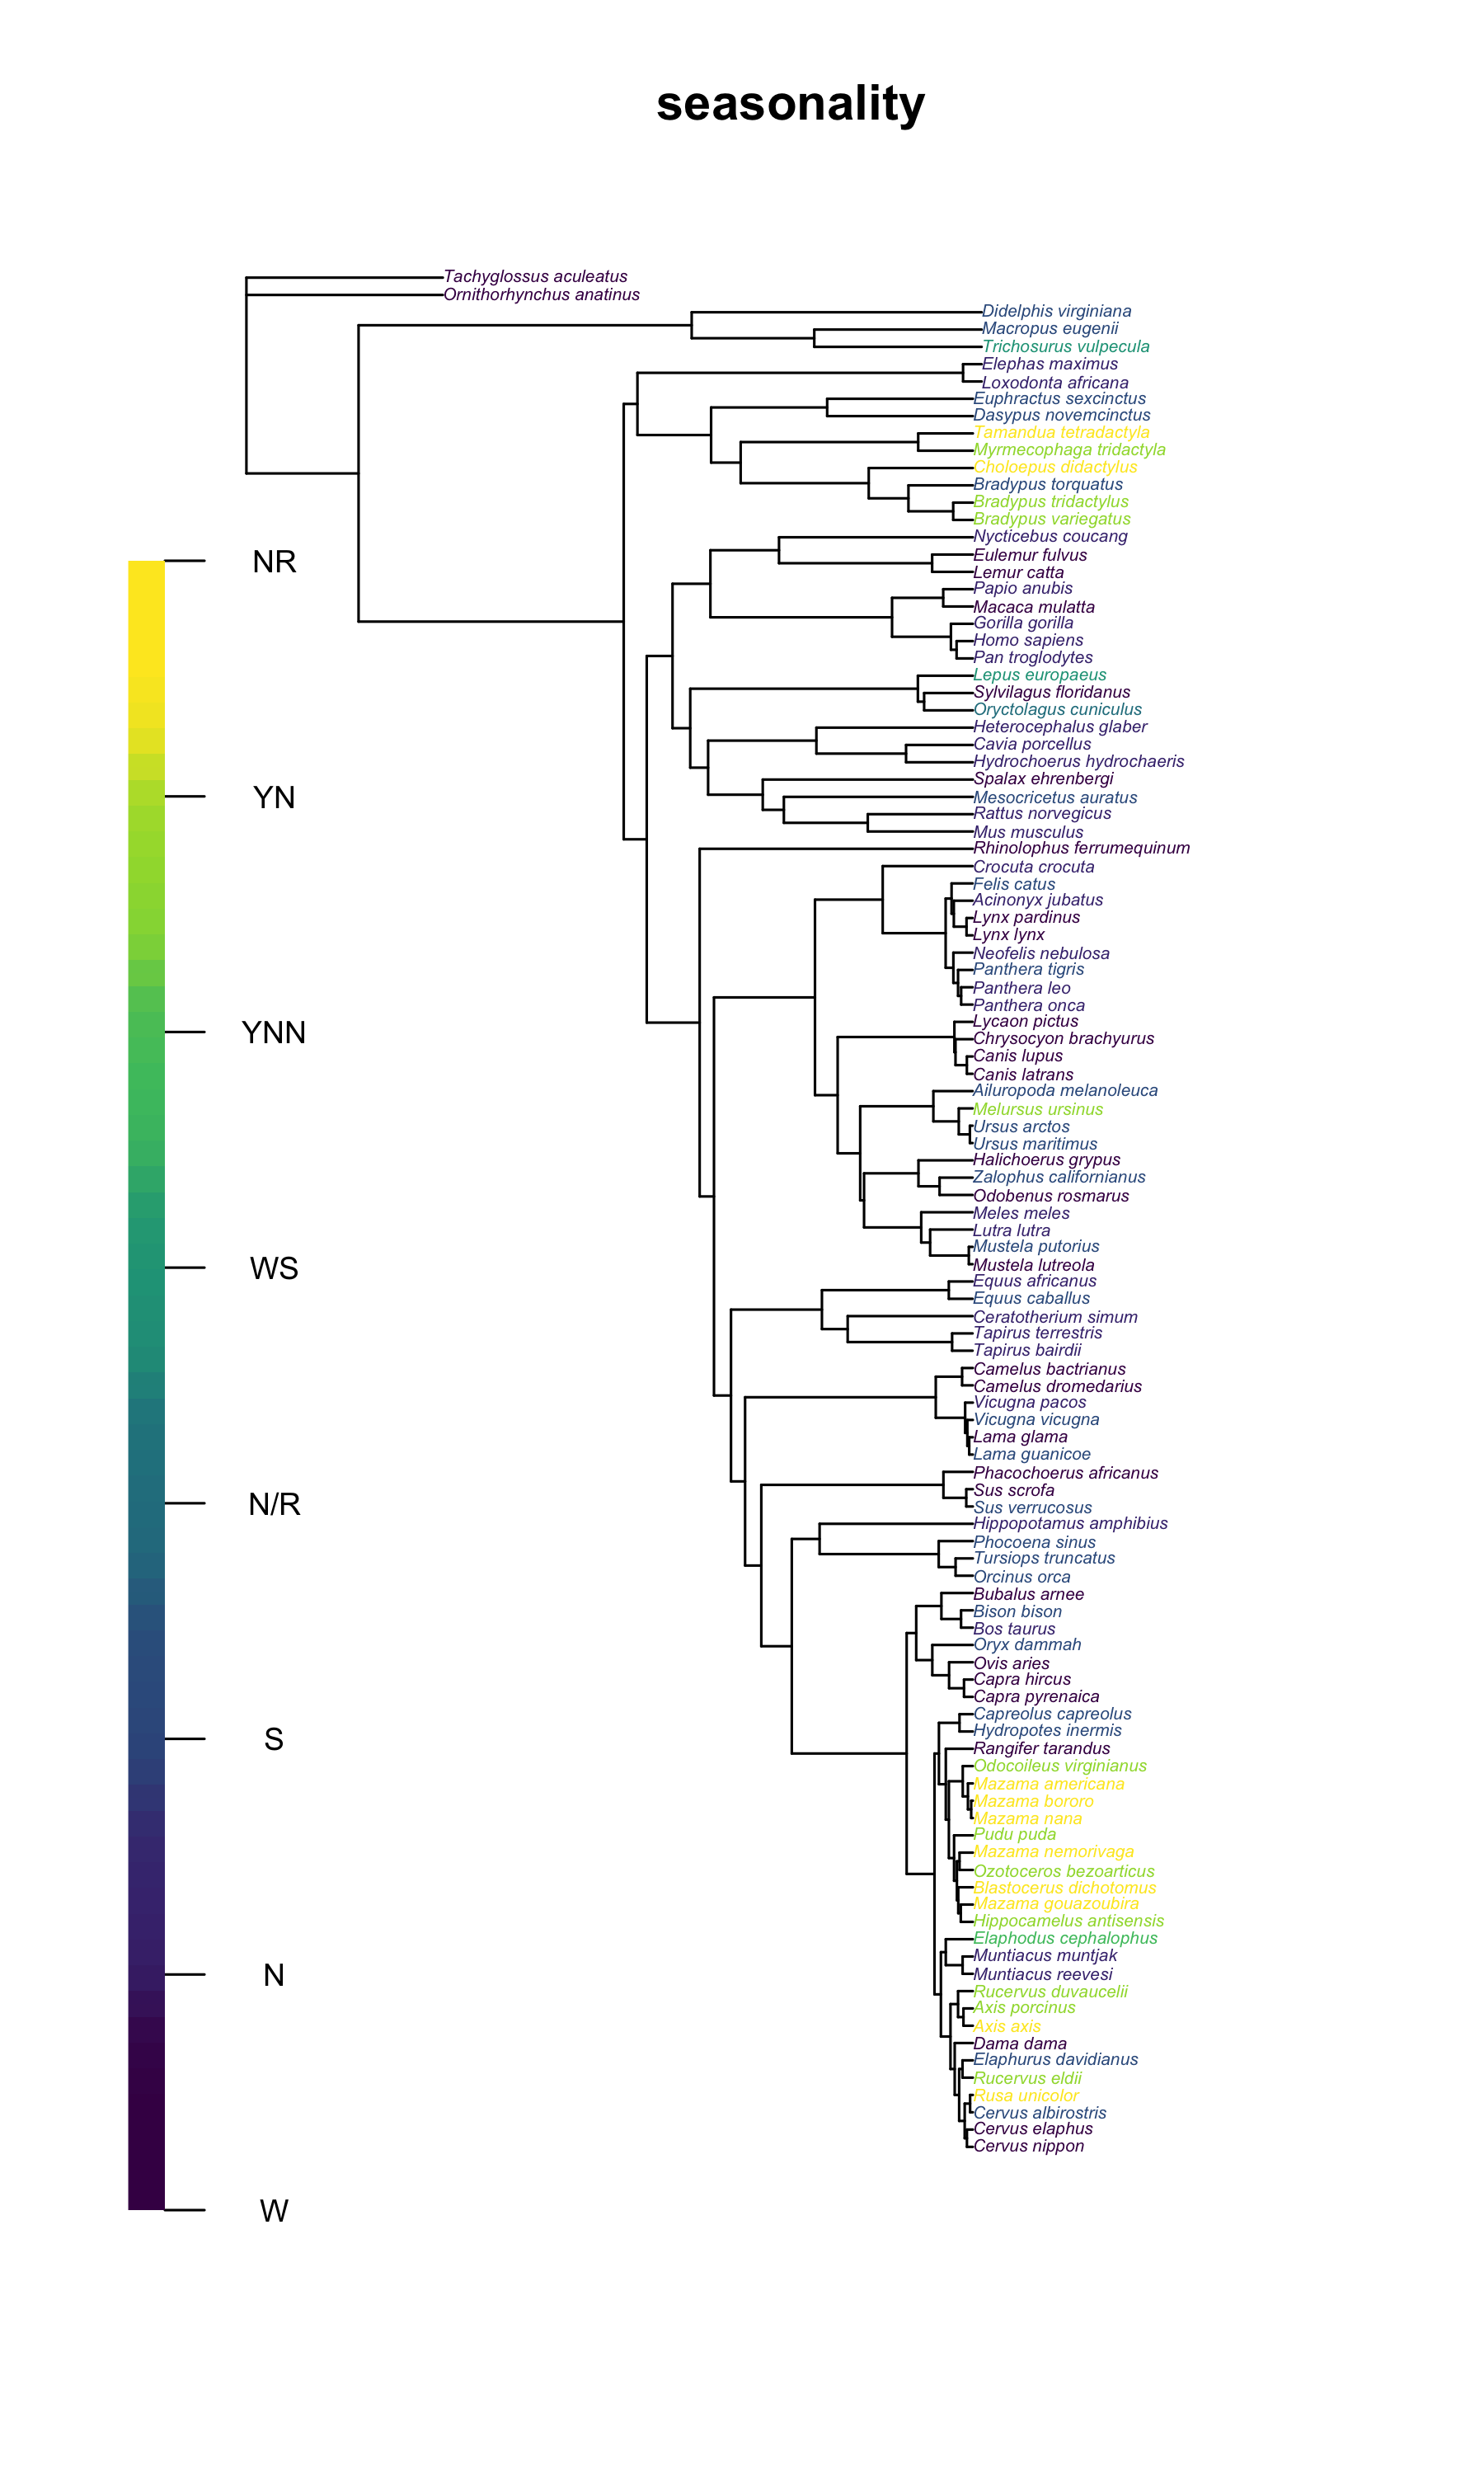 seasonality
Tachyglossus aculeatus
Ornithorhynchus anatinus
Didelphis virginiana
Macropus eugenii
Trichosurus vulpecula
Elephas maximus
Loxodonta africana
Euphractus sexcinctus
Dasypus novemcinctus
Tamandua tetradactyla
Myrmecophaga tridactyla
Choloepus didactylus
Bradypus torquatus
Bradypus tridactylus
Bradypus variegatus
Nycticebus coucang
Eulemur fulvus
Lemur catta
Papio anubis
Macaca mulatta
Gorilla gorilla
Homo sapiens
Pan troglodytes
Lepus europaeus
Sylvilagus floridanus
Oryctolagus cuniculus
Heterocephalus glaber
Cavia porcellus
Hydrochoerus hydrochaeris
Spalax ehrenbergi
Mesocricetus auratus
Rattus norvegicus
Mus musculus
Rhinolophus ferrumequinum
Crocuta crocuta
Felis catus
Acinonyx jubatus
Lynx pardinus
Lynx lynx
Neofelis nebulosa
Panthera tigris
Panthera leo
Panthera onca
Lycaon pictus
Chrysocyon brachyurus
Canis lupus
Canis latrans
Ailuropoda melanoleuca
Melursus ursinus
Ursus arctos
Ursus maritimus
Halichoerus grypus
Zalophus californianus
Odobenus rosmarus
Meles meles
Lutra lutra
Mustela putorius
Mustela lutreola
Equus africanus
Equus caballus
Ceratotherium simum
Tapirus terrestris
Tapirus bairdii
Camelus bactrianus
Camelus dromedarius
Vicugna pacos
Vicugna vicugna
Lama glama
Lama guanicoe
Phacochoerus africanus
Sus scrofa
Sus verrucosus
Hippopotamus amphibius
Phocoena sinus
Tursiops truncatus
Orcinus orca
Bubalus arnee
Bison bison
Bos taurus
Oryx dammah
Ovis aries
Capra hircus
Capra pyrenaica
Capreolus capreolus
Hydropotes inermis
Rangifer tarandus
Odocoileus virginianus
Mazama americana
Mazama bororo
Mazama nana
Pudu puda
Mazama nemorivaga
Ozotoceros bezoarticus
Blastocerus dichotomus
Mazama gouazoubira
Hippocamelus antisensis
Elaphodus cephalophus
Muntiacus muntjak
Muntiacus reevesi
Rucervus duvaucelii
Axis porcinus
Axis axis
Dama dama
Elaphurus davidianus
Rucervus eldii
Rusa unicolor
Cervus albirostris
Cervus elaphus
Cervus nippon
NR
YN
YNN
WS
N/R
S
N
W